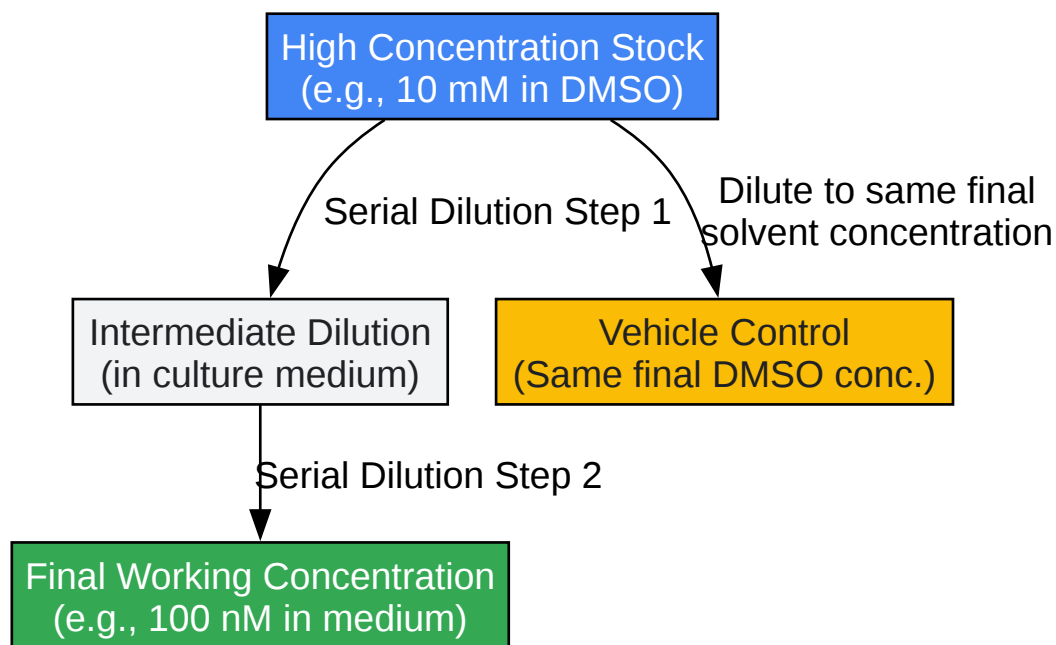 High Concentration Stock
(e.g., 10 mM in DMSO)
Serial Dilution Step 1
Dilute to same final
solvent concentration
Intermediate Dilution
(in culture medium)
Vehicle Control
(Same final DMSO conc.)
Serial Dilution Step 2
Final Working Concentration
(e.g., 100 nM in medium)